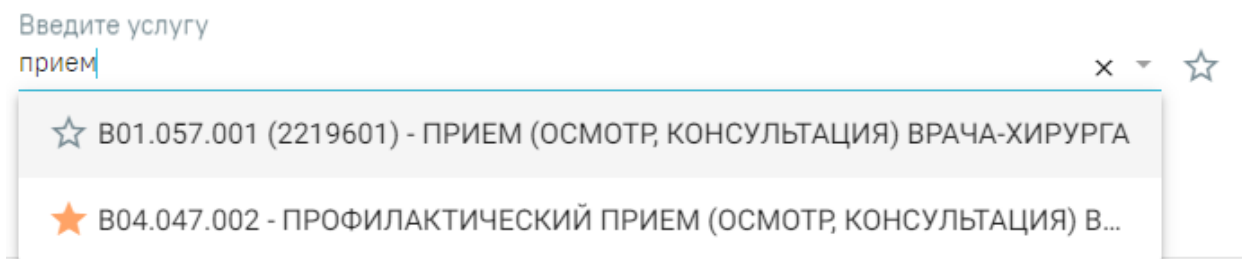 Введите услугу
прием
B01.057.001 (2219601) - ПРИЕМ (ОСМОТР, КОНСУЛЬТАЦИЯ) ВРАЧА-ХИРУРГА
B04.047.002 - ПРОФИЛАКТИЧЕСКИЙ ПРИЕМ (ОСМОТР, КОНСУЛЬТАЦИЯ) В...